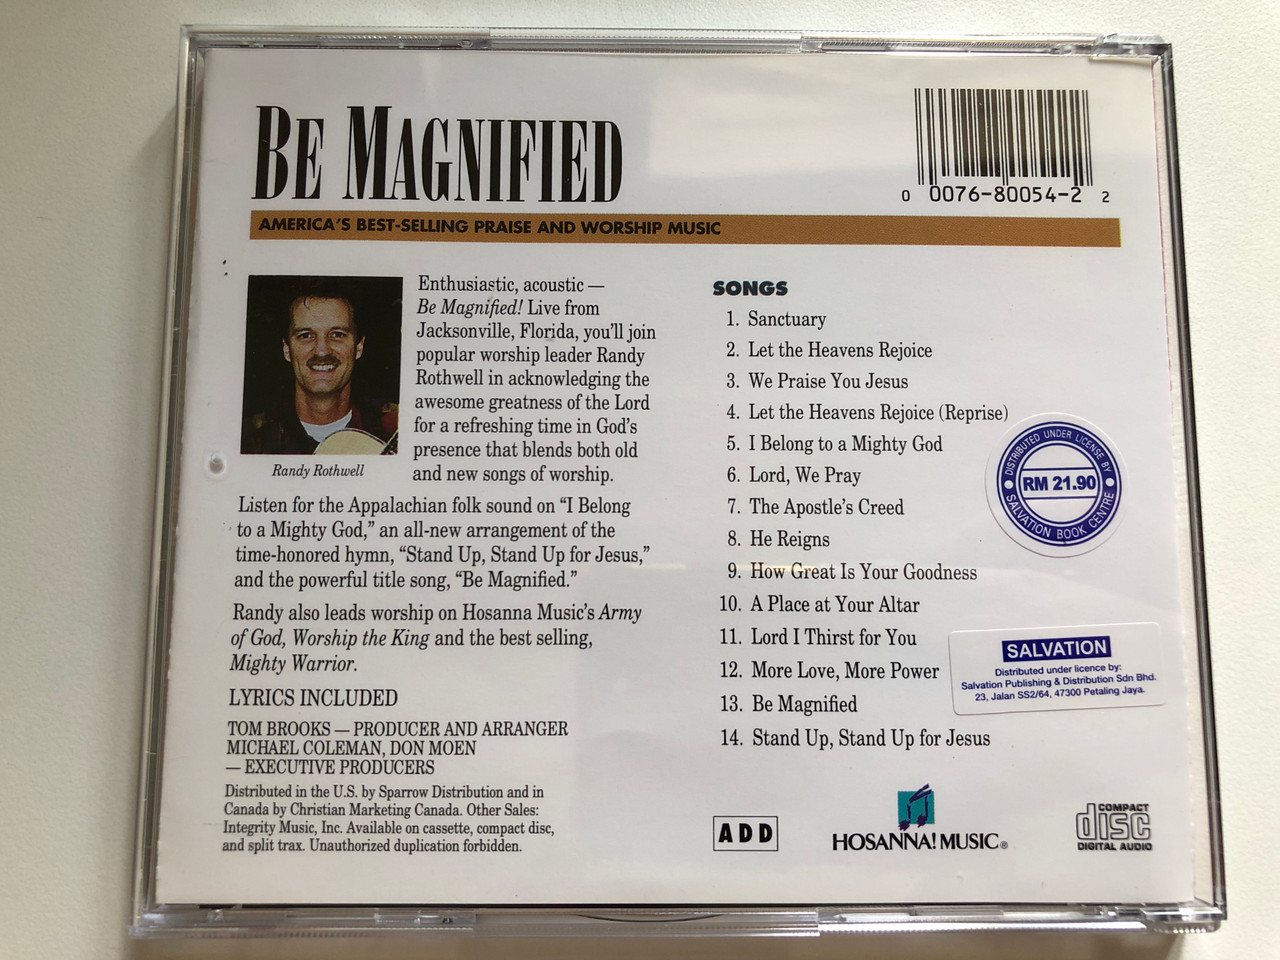 BE MAGNIFIED
0 0076-80054-2 2
AMERICA'S BEST-SELLING PRAISE AND WORSHIP MUSIC
Enthusiastic, acoustic —
Be Magnified! Live from
Jacksonville, Florida, you'll join
popular worship leader Randy
Rothwell in acknowledging the
awesome greatness of the Lord
for a refreshing time in God's
presence that blends both old
and new songs of worship.
Randy Rothwell
Listen for the Appalachian folk sound on “I Belong
to a Mighty God,” an all-new arrangement of the
time-honored hymn, “Stand Up, Stand Up for Jesus,”
and the powerful title song, “Be Magnified.”
Randy also leads worship on Hosanna Music's Army
of God, Worship the King and the best selling,
Mighty Warrior.
LYRICS INCLUDED
TOM BROOKS — PRODUCER AND ARRANGER
MICHAEL COLEMAN, DON MOEN
— EXECUTIVE PRODUCERS
Distributed in the U.S. by Sparrow Distribution and in
Canada by Christian Marketing Canada. Other Sales:
Integrity Music, Inc. Available on cassette, compact disc,
and split trax. Unauthorized duplication forbidden.
SONGS
1. Sanctuary
2. Let the Heavens Rejoice
3. We Praise You Jesus
4. Let the Heavens Rejoice (Reprise)
5. I Belong to a Mighty God
6. Lord, We Pray
7. The Apostle's Creed
8. He Reigns
9. How Great Is Your Goodness
10. A Place at Your Altar
11. Lord I Thirst for You
12. More Love, More Power
13. Be Magnified
14. Stand Up, Stand Up for Jesus
DISTRIBUTED UNDER LICENSE BY
RM 21.90
SALVATION BOOK CENTRE
SALVATION
Distributed under licence by:
Salvation Publishing & Distribution Sdn Bhd.
23, Jalan SS2/64, 47300 Petaling Jaya.
ADD
HOSANNA! MUSIC®
COMPACT
disc
DIGITAL AUDIO